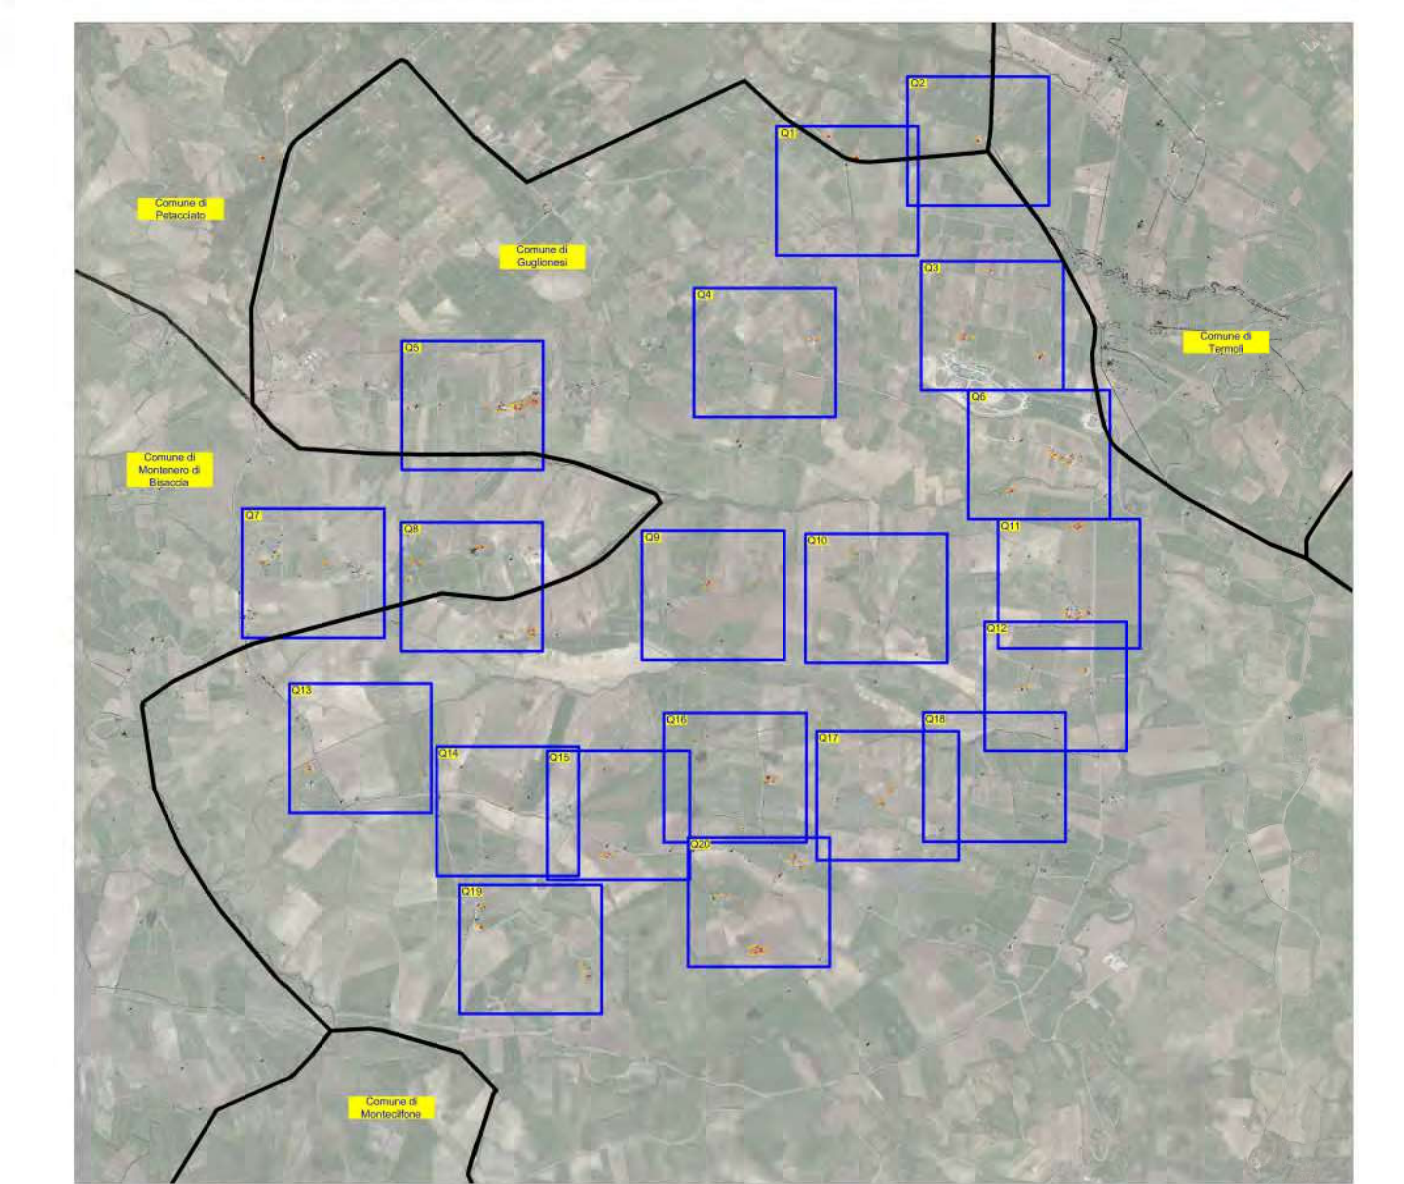 Q2
Q1
Comune di
Petacciato
Comune di
Guglionesi
Q3
Q4
Comune di
Termoli
Q5
Q6
Comune di
Montenero di
Bisaccia
Q7
Q8
Q9
Q10
Q11
Q12
Q13
Q14
Q15
Q16
Q17
Q18
Q20
Q19
Comune di
Montecilfone